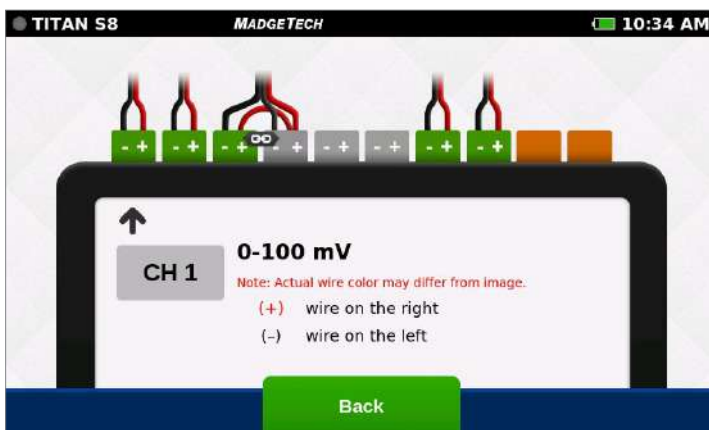 TITAN S8 MADGETECH 10:34 AM
- + - + - + - + - + - + - + - +
CH 1
0-100 mV
Note: Actual wire color may differ from image.
(+) wire on the right
(–) wire on the left
Back